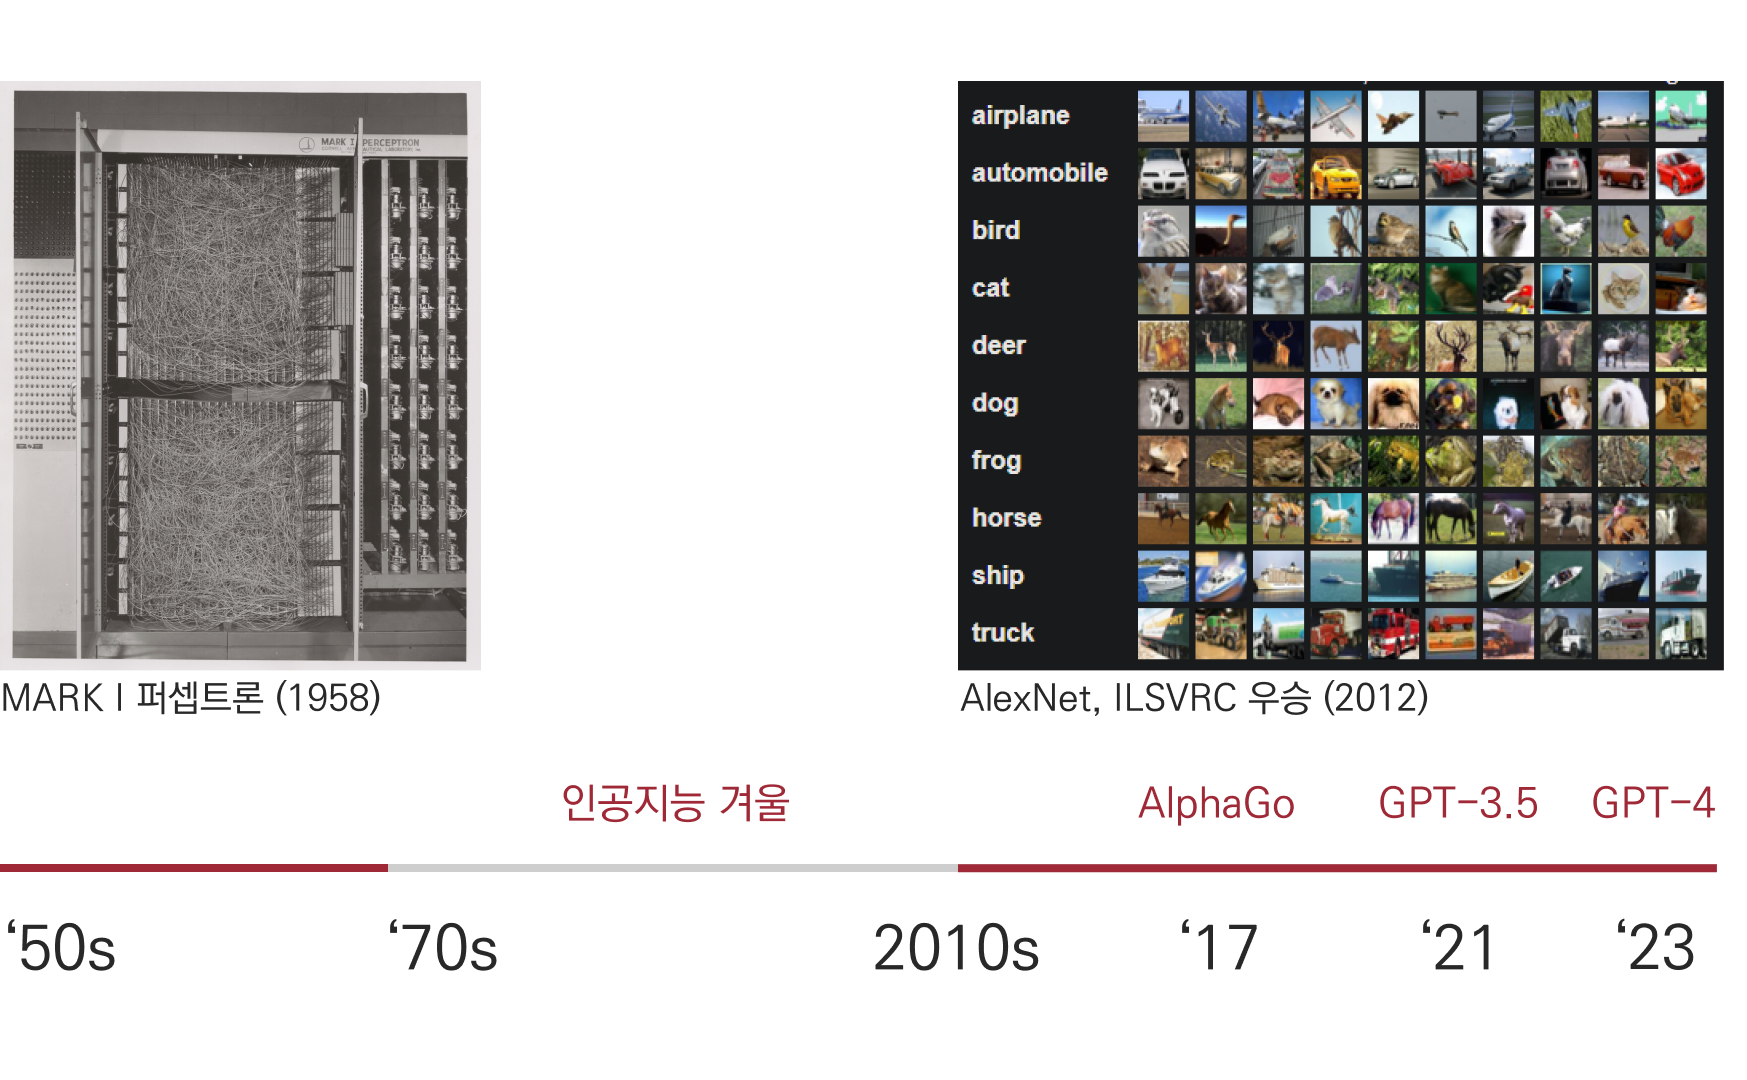 MARK I PERCEPTRON
airplane
automobile
bird
cat
deer
dog
frog
horse
ship
truck
MARK I 퍼셉트론 (1958)
AlexNet, ILSVRC 우승 (2012)
인공지능 겨울
AlphaGo
GPT-3.5
GPT-4
‘50s
‘70s
2010s
‘17
‘21
‘23